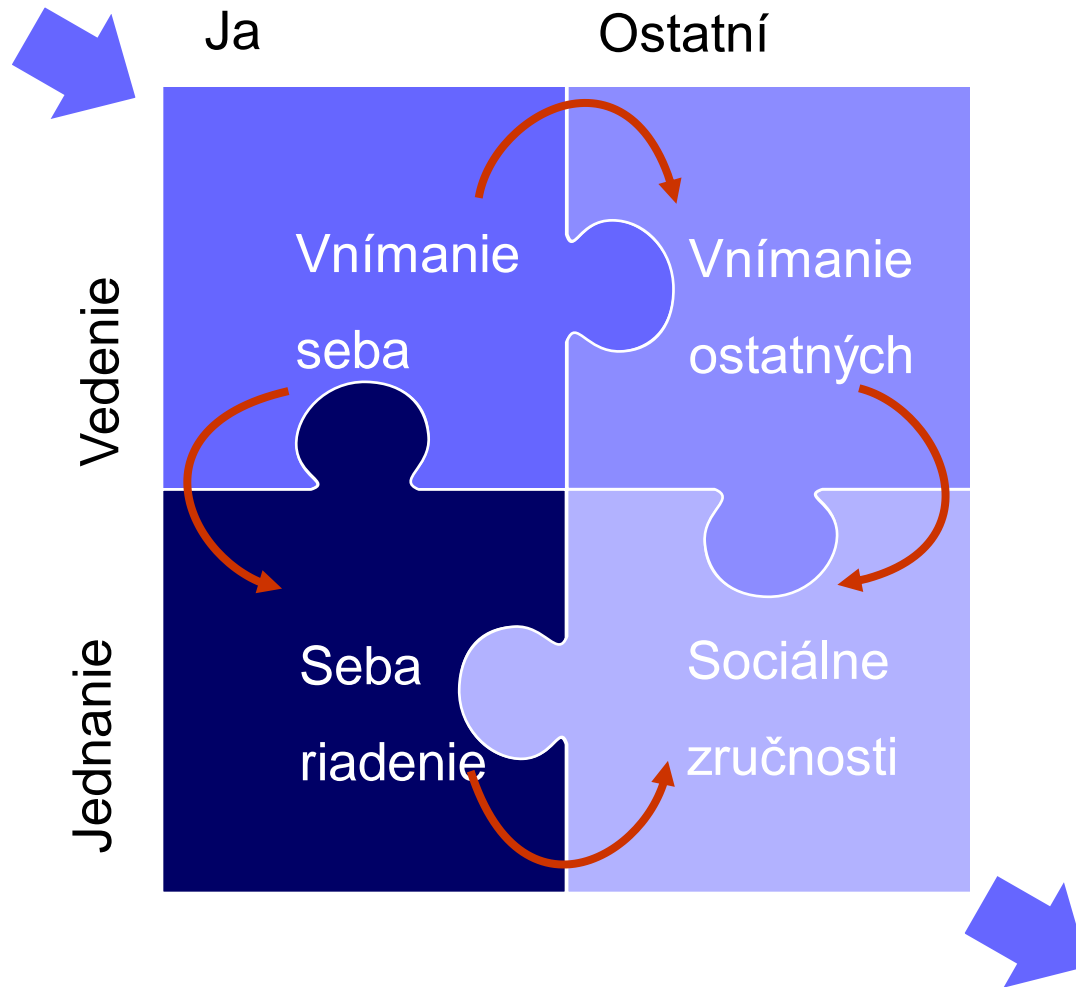 Ja
Ostatní
Vedenie
Vnímanie
seba
Vnímanie
ostatných
Jednanie
Seba
riadenie
Sociálne
zručnosti